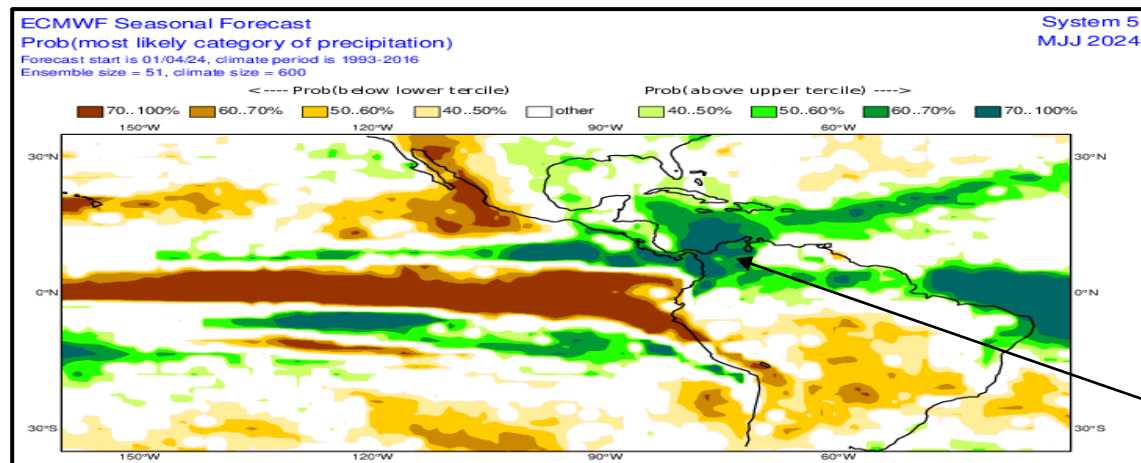 ECMWF Seasonal Forecast System 5
Prob(most likely category of precipitation) MJJ 2024
Forecast start is 01/04/24, climate period is 1993-2016
Ensemble size = 51, climate size = 600
<---- Prob(below lower tercile) Prob(above upper tercile) ---->
70..100% 60..70% 50..60% 40..50% other 40..50% 50..60% 60..70% 70..100%
150°W 120°W 90°W 60°W
30°N 30°N
0°N 0°N
30°S 30°S
150°W 120°W 90°W 60°W